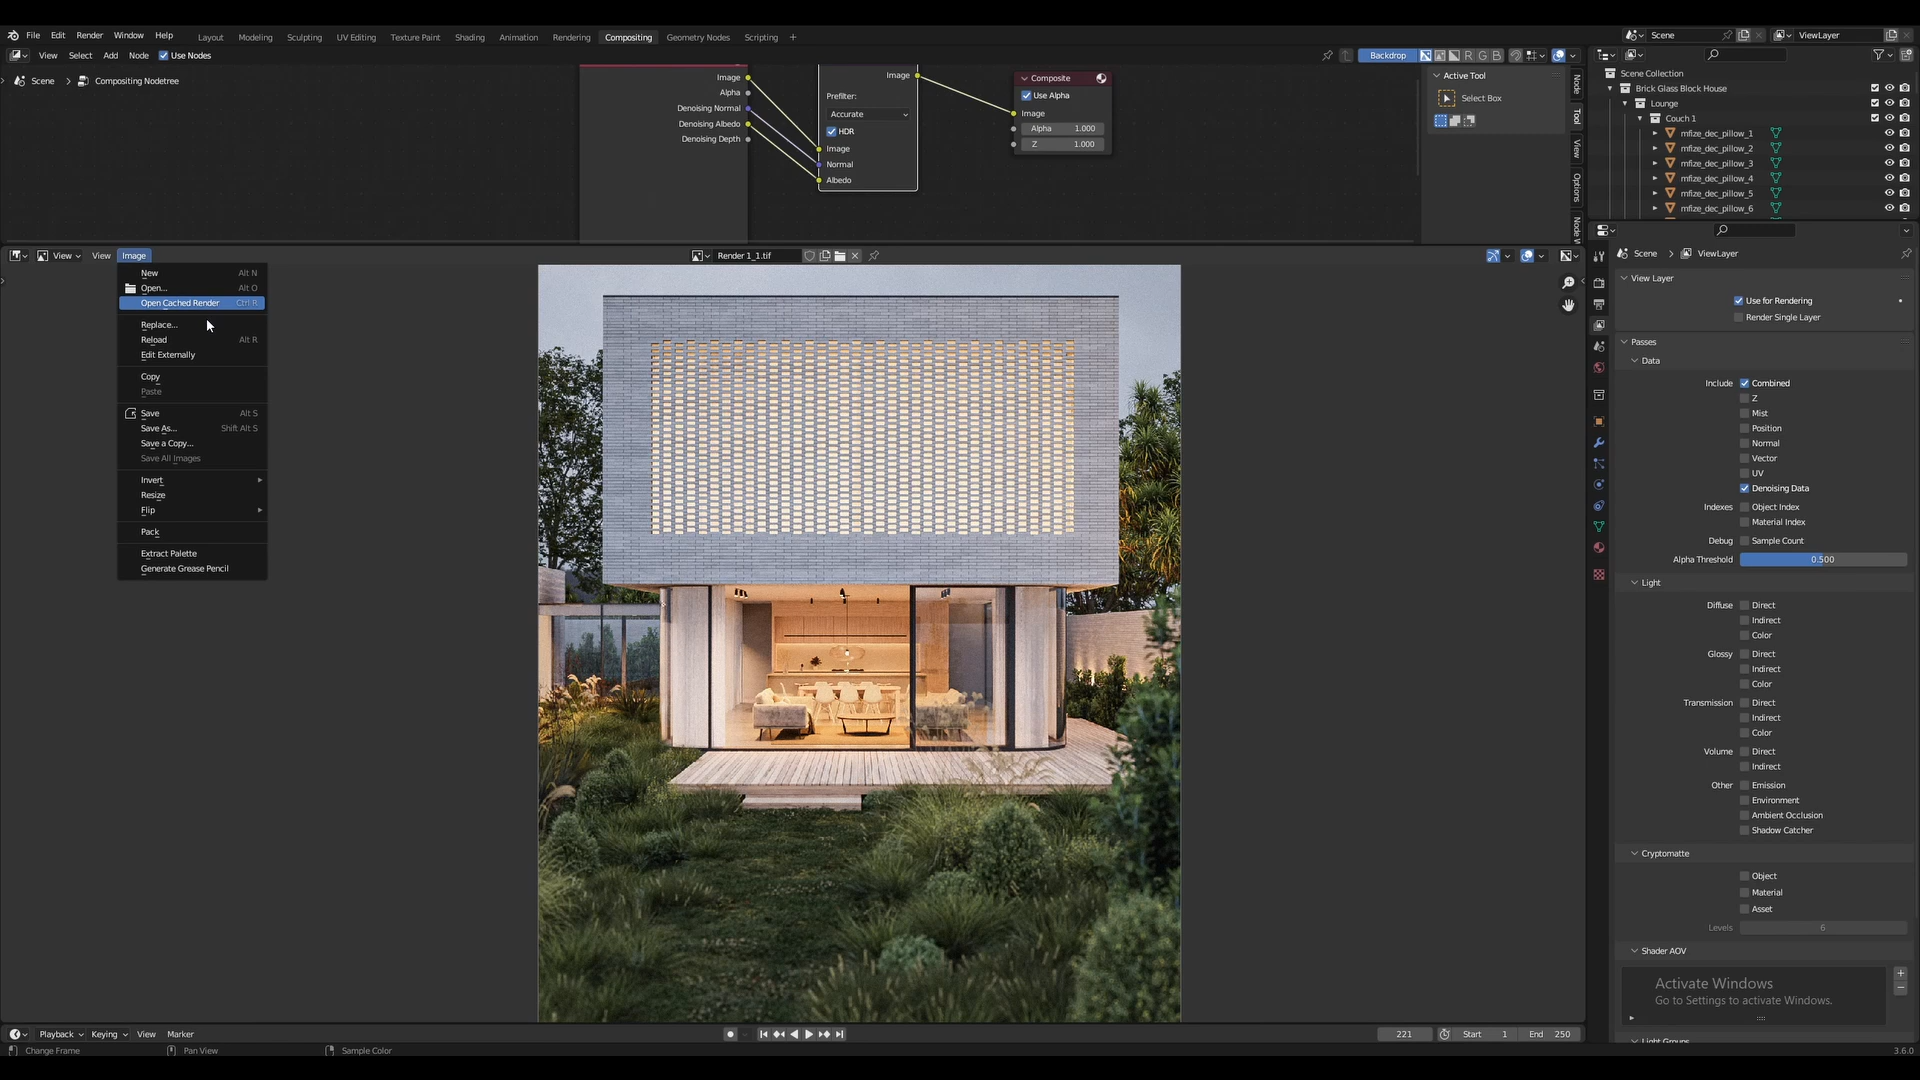 File Edit Render Window Help
Layout Modeling Sculpting UV Editing Texture Paint Shading Animation Rendering Compositing Geometry Nodes Scripting +
Scene
ViewLayer
View Select Add Node Use Nodes
Backdrop
R G B
Scene > Compositing Nodetree
Image
Alpha
Denoising Normal
Denoising Albedo
Denoising Depth
Image
Prefilter:
Accurate
HDR
Image
Normal
Albedo
Composite
Use Alpha
Image
Alpha 1.000
Z 1.000
Active Tool
Select Box
Node
Tool
View
Options
Node W
Scene Collection
Brick Glass Block House
Lounge
Couch 1
mfize_dec_pillow_1
mfize_dec_pillow_2
mfize_dec_pillow_3
mfize_dec_pillow_4
mfize_dec_pillow_5
mfize_dec_pillow_6
View View Image
Render 1_1.tif
New Alt N
Open... Alt O
Open Cached Render Ctrl R
Replace...
Reload Alt R
Edit Externally
Copy
Paste
Save Alt S
Save As... Shift Alt S
Save a Copy...
Save All Images
Invert
Resize
Flip
Pack
Extract Palette
Generate Grease Pencil
Scene > ViewLayer
View Layer
Use for Rendering
Render Single Layer
Passes
Data
Include Combined
Z
Mist
Position
Normal
Vector
UV
Denoising Data
Indexes Object Index
Material Index
Debug Sample Count
Alpha Threshold 0.500
Light
Diffuse Direct
Indirect
Color
Glossy Direct
Indirect
Color
Transmission Direct
Indirect
Color
Volume Direct
Indirect
Other Emission
Environment
Ambient Occlusion
Shadow Catcher
Cryptomatte
Object
Material
Asset
Levels 6
Shader AOV
Activate Windows
Go to Settings to activate Windows.
Light Groups
Playback Keying View Marker
221 Start 1 End 250
Change Frame Pan View Sample Color
3.6.0